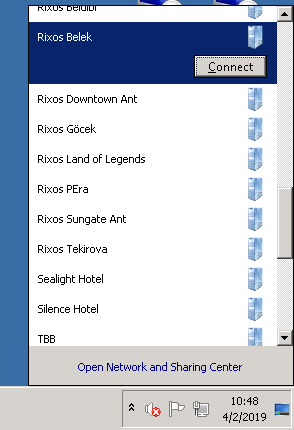 Rixos Beldibi
Rixos Belek
Connect
Rixos Downtown Ant
Rixos Göcek
Rixos Land of Legends
Rixos PEra
Rixos Sungate Ant
Rixos Tekirova
Sealight Hotel
Silence Hotel
TBB
Open Network and Sharing Center
10:48
4/2/2019